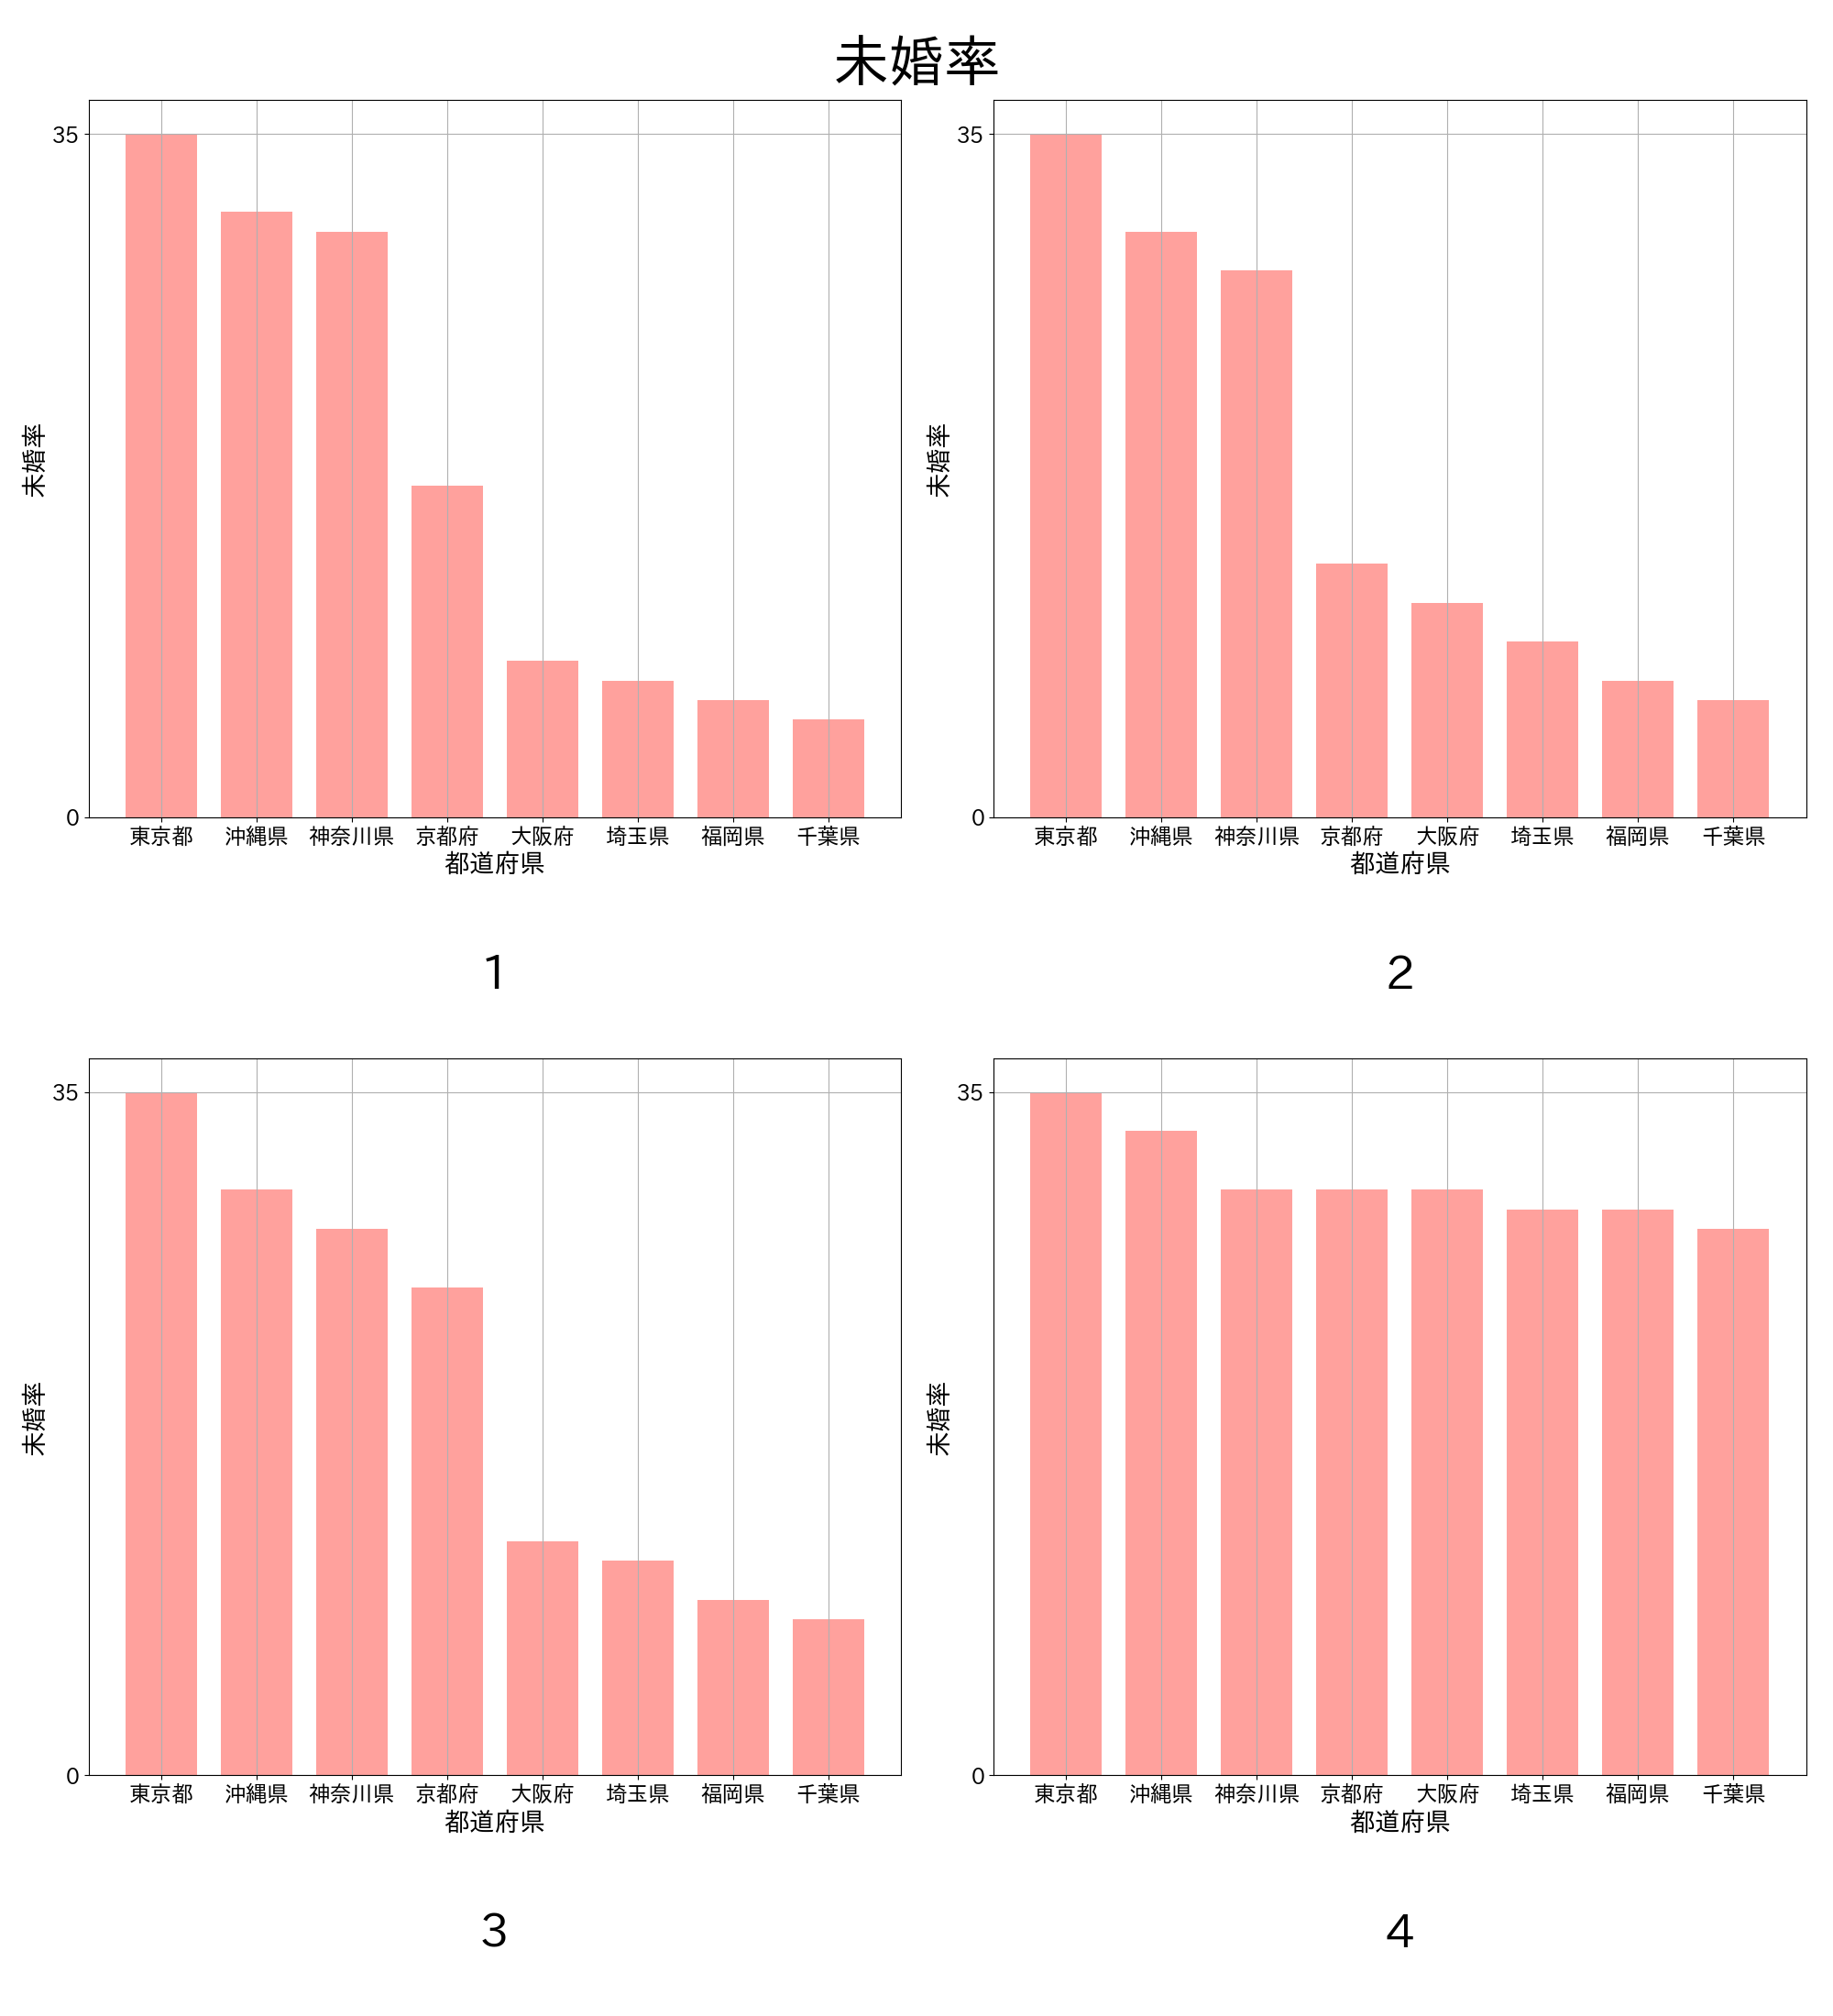 未婚率
35
0
未婚率
東京都 沖縄県 神奈川県 京都府 大阪府 埼玉県 福岡県 千葉県
都道府県
1
35
0
未婚率
東京都 沖縄県 神奈川県 京都府 大阪府 埼玉県 福岡県 千葉県
都道府県
2
35
0
未婚率
東京都 沖縄県 神奈川県 京都府 大阪府 埼玉県 福岡県 千葉県
都道府県
3
35
0
未婚率
東京都 沖縄県 神奈川県 京都府 大阪府 埼玉県 福岡県 千葉県
都道府県
4